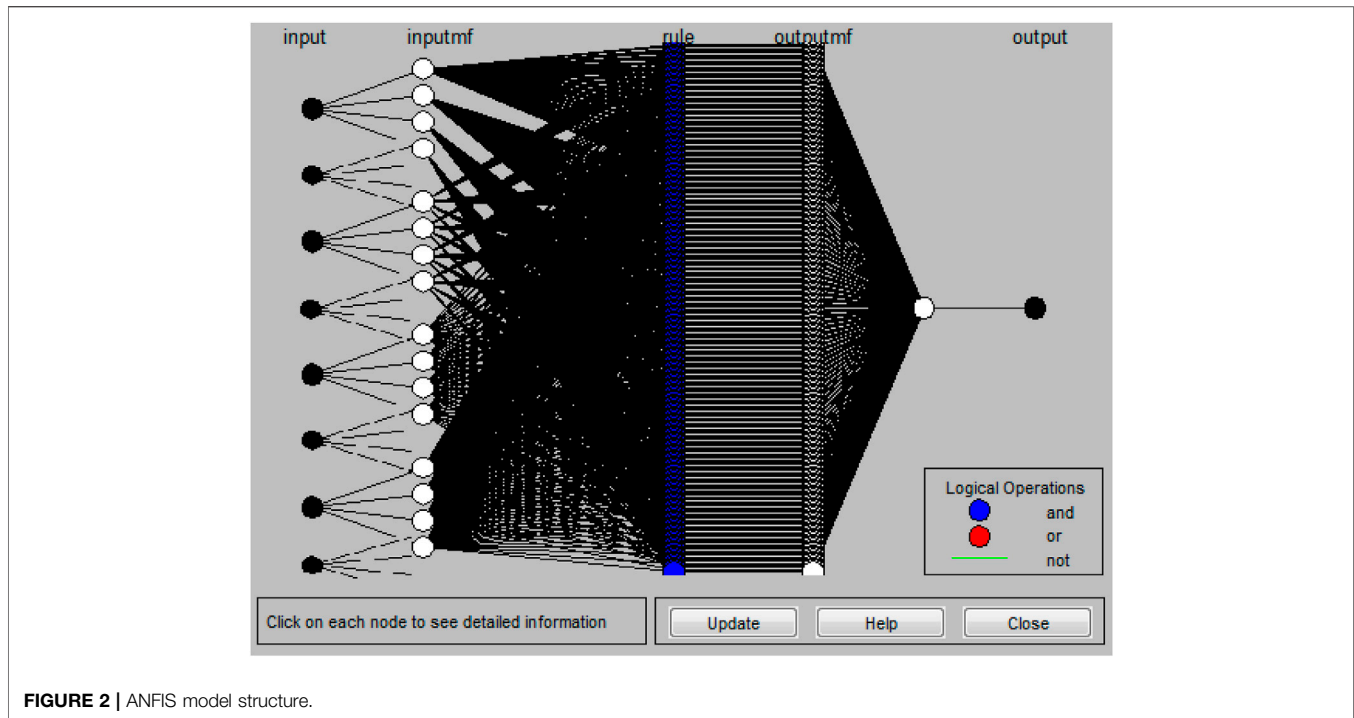 input inputmf rule outputmf output
Logical Operations
and
or
not
Click on each node to see detailed information
Update Help Close
FIGURE 2 | ANFIS model structure.